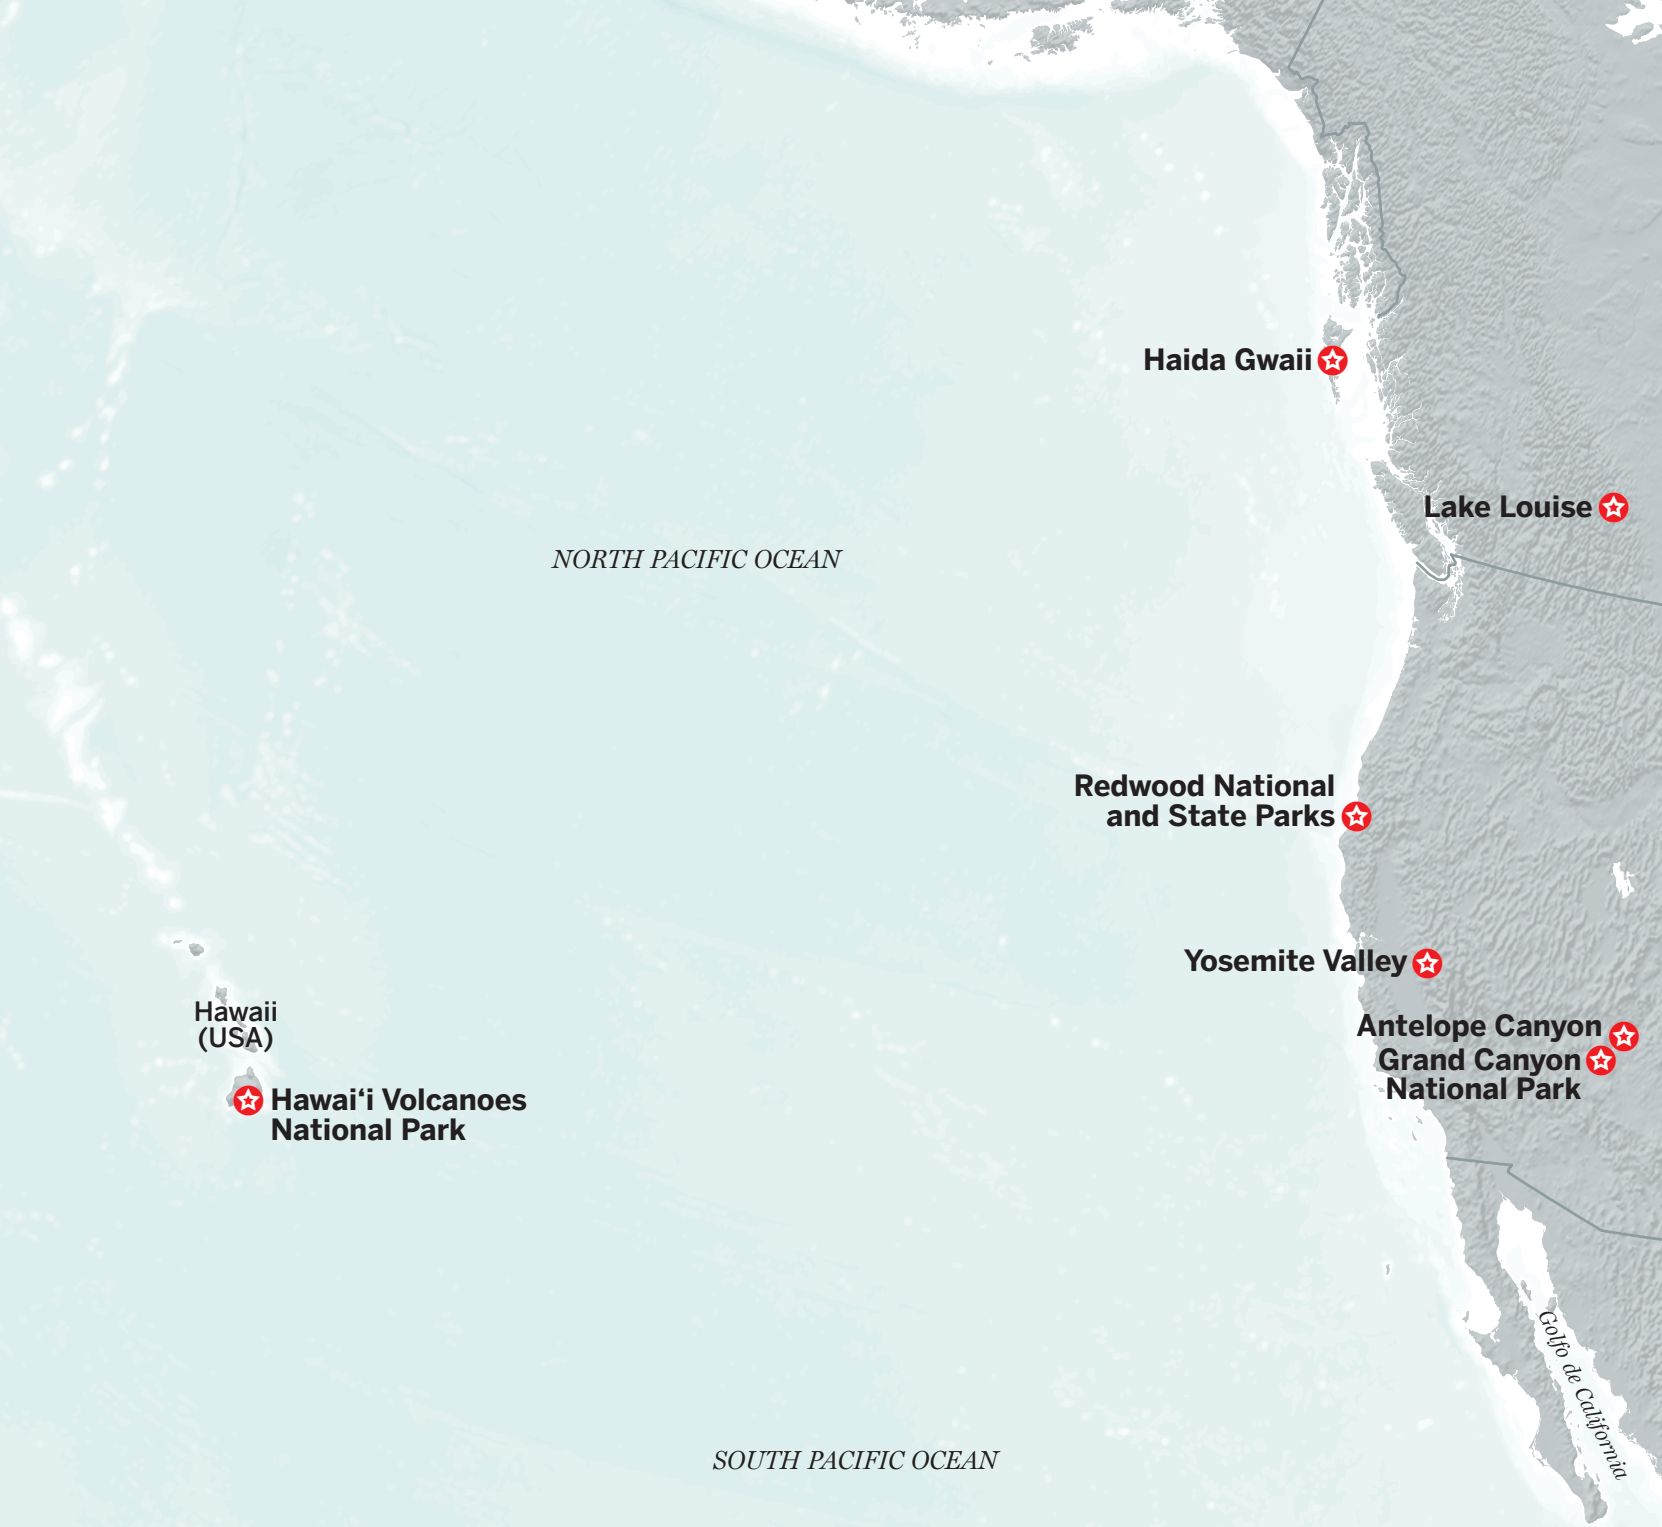 Haida Gwaii
Lake Louise
NORTH PACIFIC OCEAN
Redwood National
and State Parks
Yosemite Valley
Hawaii
(USA)
Antelope Canyon
Grand Canyon
National Park
Hawai‘i Volcanoes
National Park
Golfo de California
SOUTH PACIFIC OCEAN